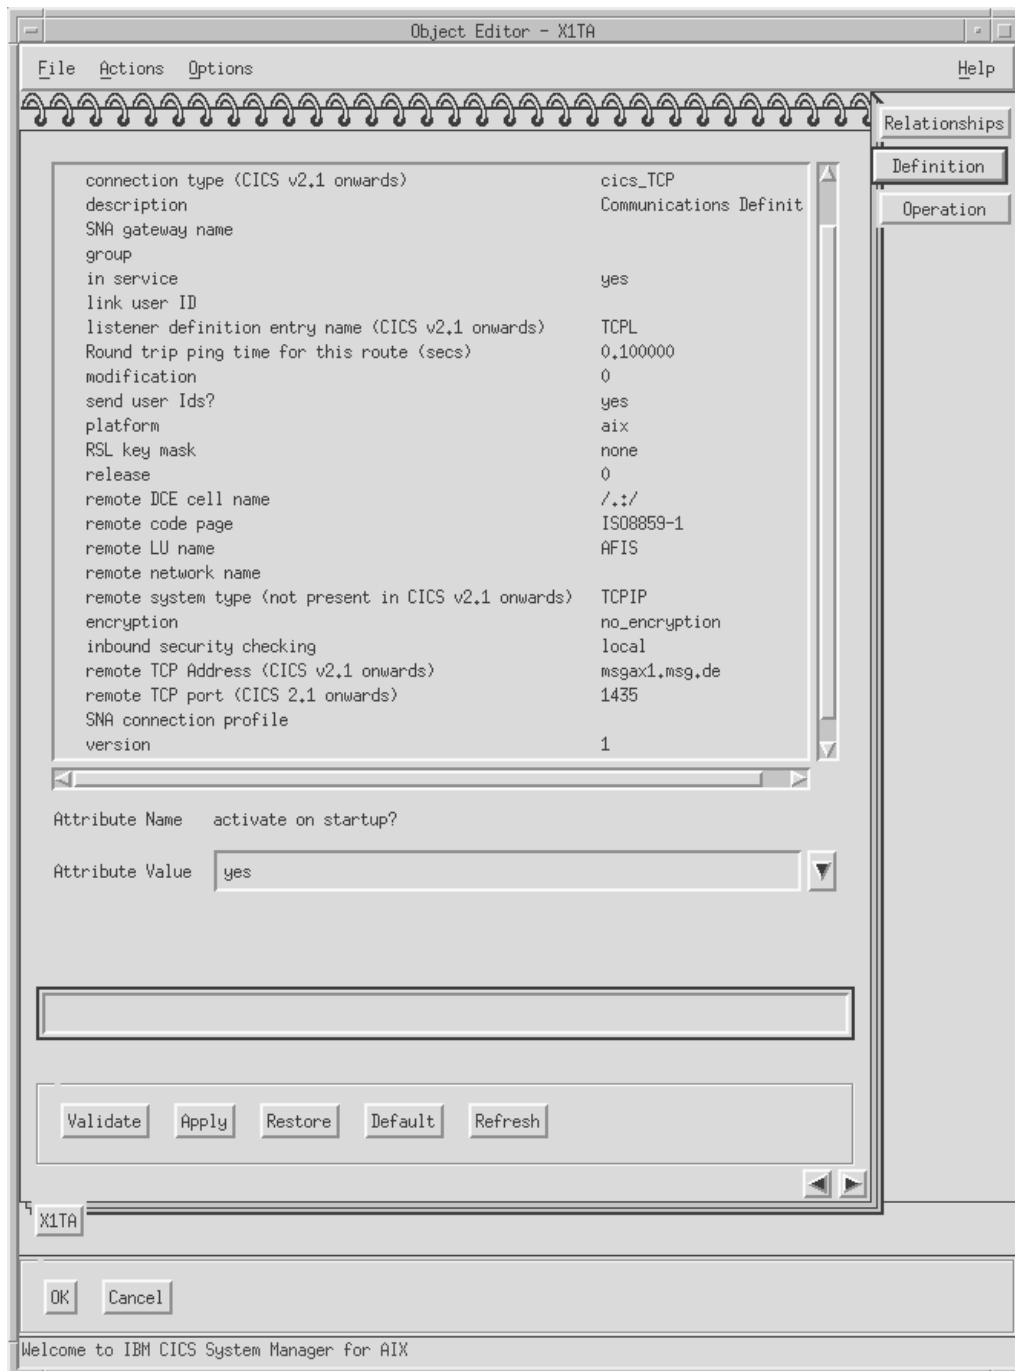 Object Editor - X1TA
File Actions Options Help
Relationships
Definition
Operation
connection type (CICS v2.1 onwards) cics_TCP
description Communications Definit
SNA gateway name
group
in service yes
link user ID
listener definition entry name (CICS v2.1 onwards) TCPL
Round trip ping time for this route (secs) 0.100000
modification 0
send user Ids? yes
platform aix
RSL key mask none
release 0
remote DCE cell name /.:/
remote code page ISO8859-1
remote LU name AFIS
remote network name
remote system type (not present in CICS v2.1 onwards) TCPIP
encryption no_encryption
inbound security checking local
remote TCP Address (CICS v2.1 onwards) msgax1.msg.de
remote TCP port (CICS 2.1 onwards) 1435
SNA connection profile
version 1
Attribute Name activate on startup?
Attribute Value yes
Validate Apply Restore Default Refresh
X1TA
OK Cancel
Welcome to IBM CICS System Manager for AIX